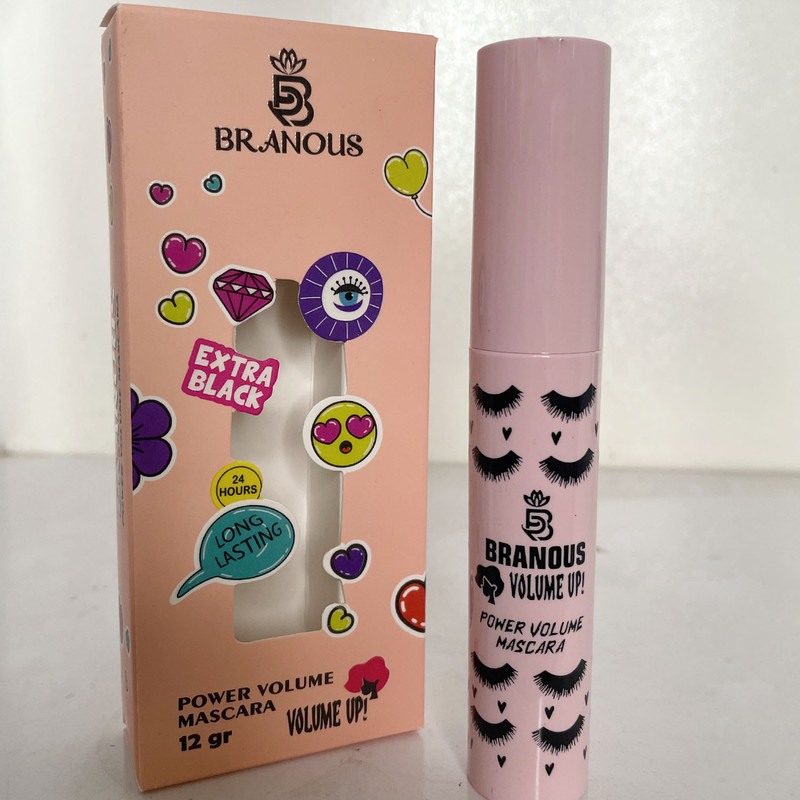 BRANOUS
EXTRA
BLACK
24
HOURS
LONG
LASTING
POWER VOLUME
MASCARA
VOLUME UP!
12 gr
BRANOUS
VOLUME UP!
POWER VOLUME
MASCARA